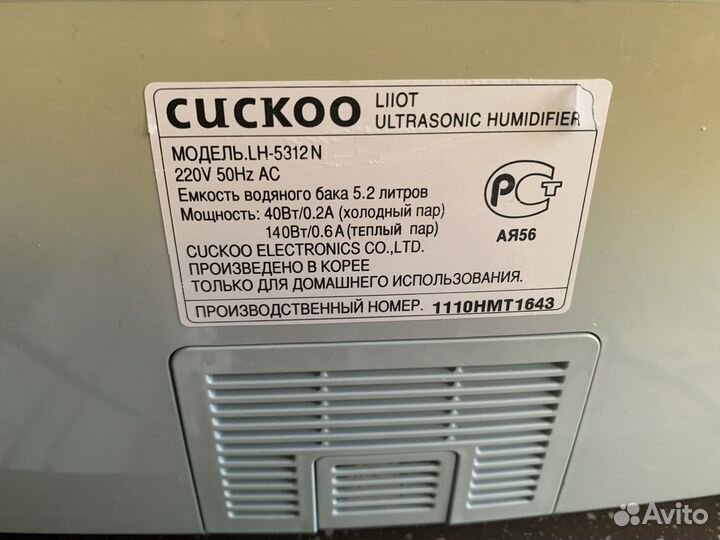 CUCKOO LIIOT
ULTRASONIC HUMIDIFIER
МОДЕЛЬ.LH-5312N
220V 50Hz AC
Емкость водяного бака 5.2 литров
Мощность: 40Вт/0.2А (холодный пар)
140Вт/0.6А (теплый пар)
CUCKOO ELECTRONICS CO.,LTD.
ПРОИЗВЕДЕНО В КОРЕЕ
ТОЛЬКО ДЛЯ ДОМАШНЕГО ИСПОЛЬЗОВАНИЯ.
ПРОИЗВОДСТВЕННЫЙ НОМЕР. 1110HMT1643
РСТ
АЯ56
Avito